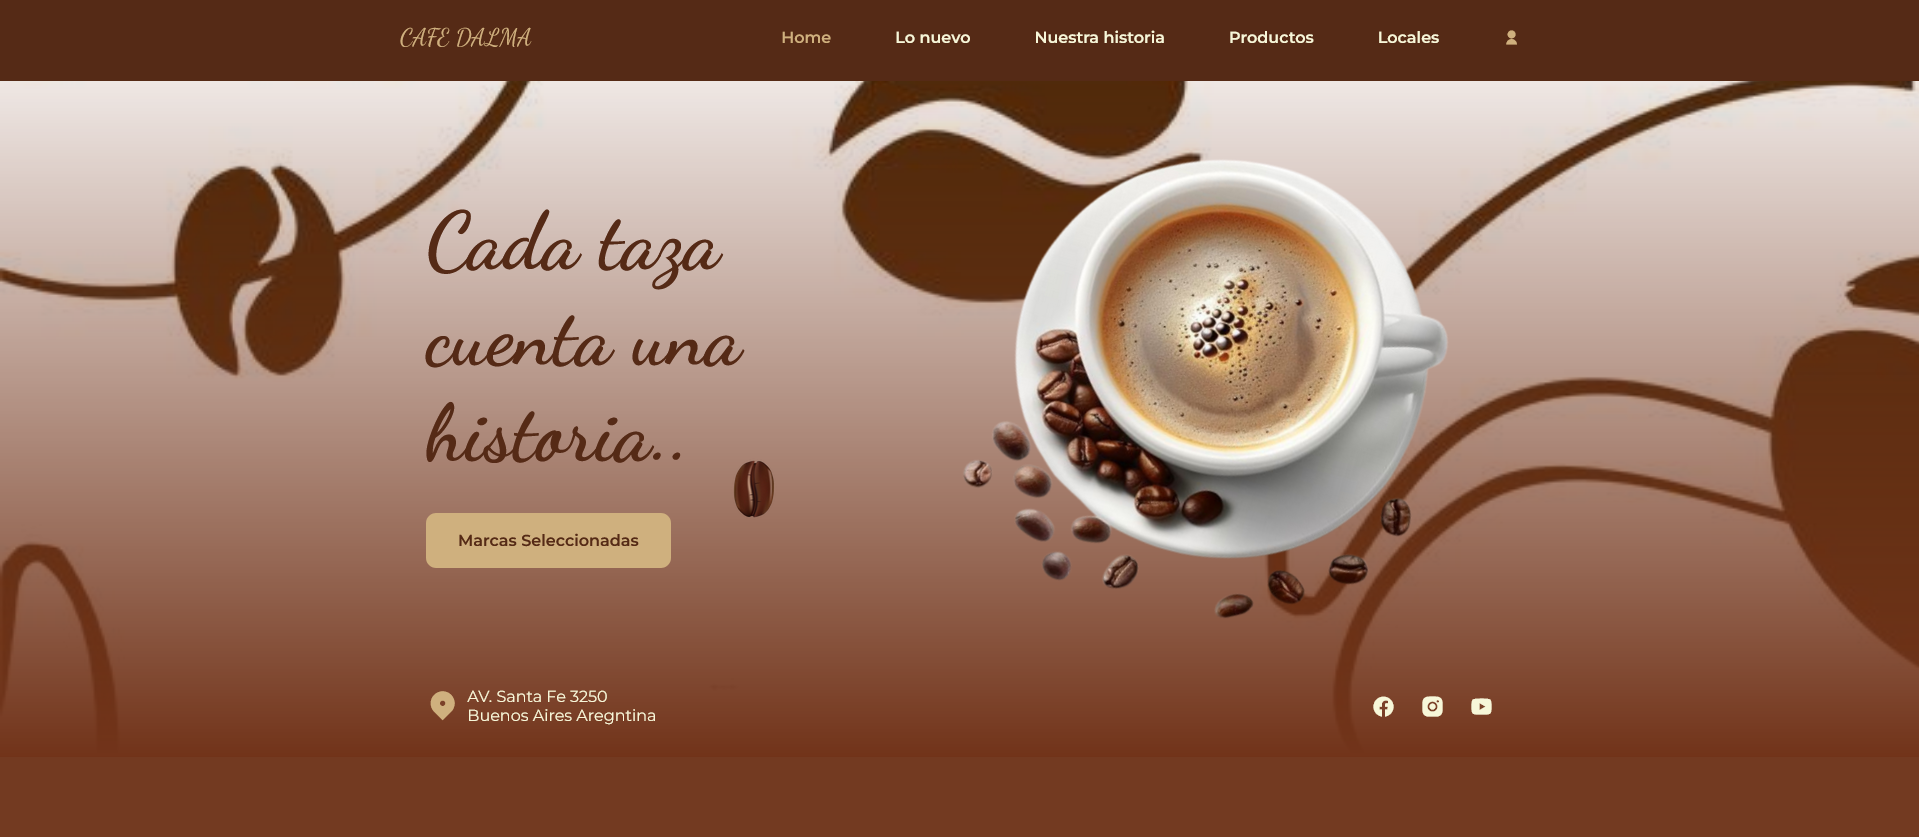 CAFE DALMA
Home
Lo nuevo
Nuestra historia
Productos
Locales
Cada taza
cuenta una
historia..
Marcas Seleccionadas
AV. Santa Fe 3250
Buenos Aires Aregntina